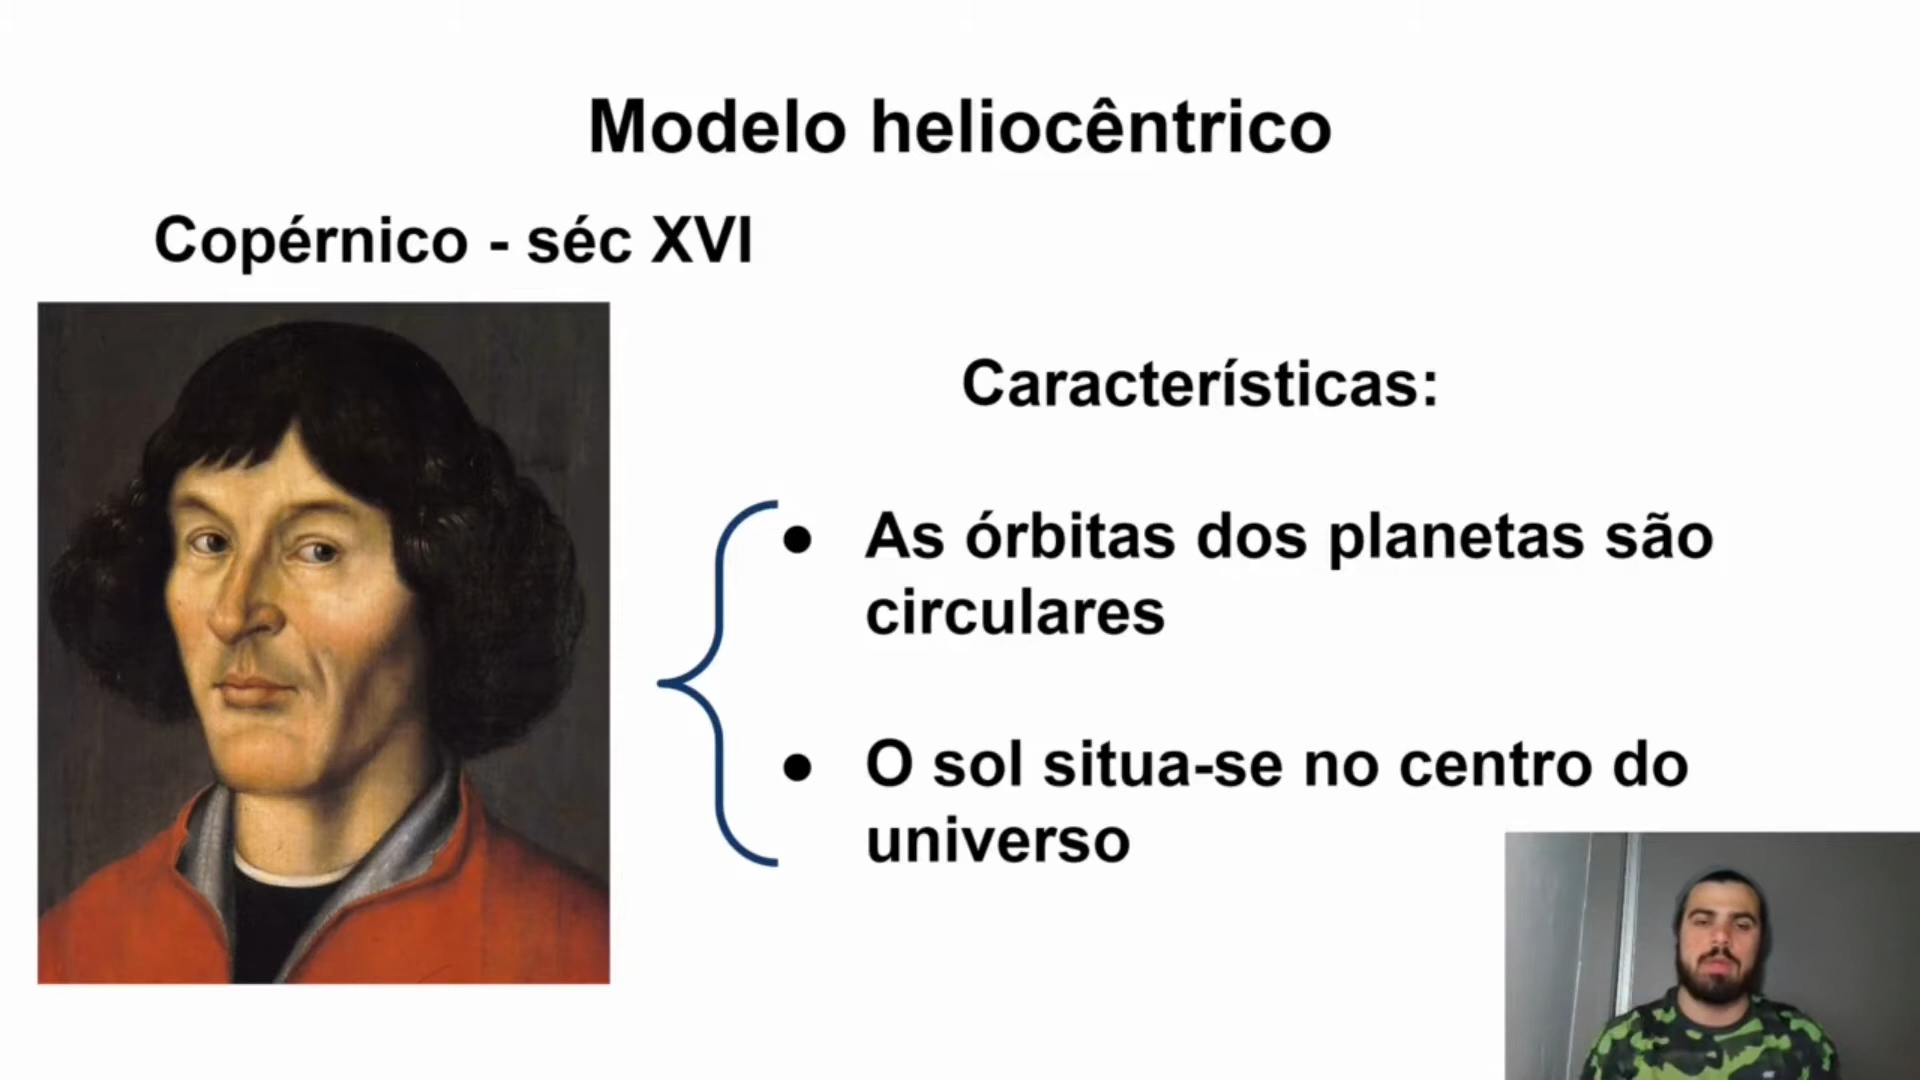 Modelo heliocêntrico
Copérnico - séc XVI
Características:
● As órbitas dos planetas são
circulares
● O sol situa-se no centro do
universo